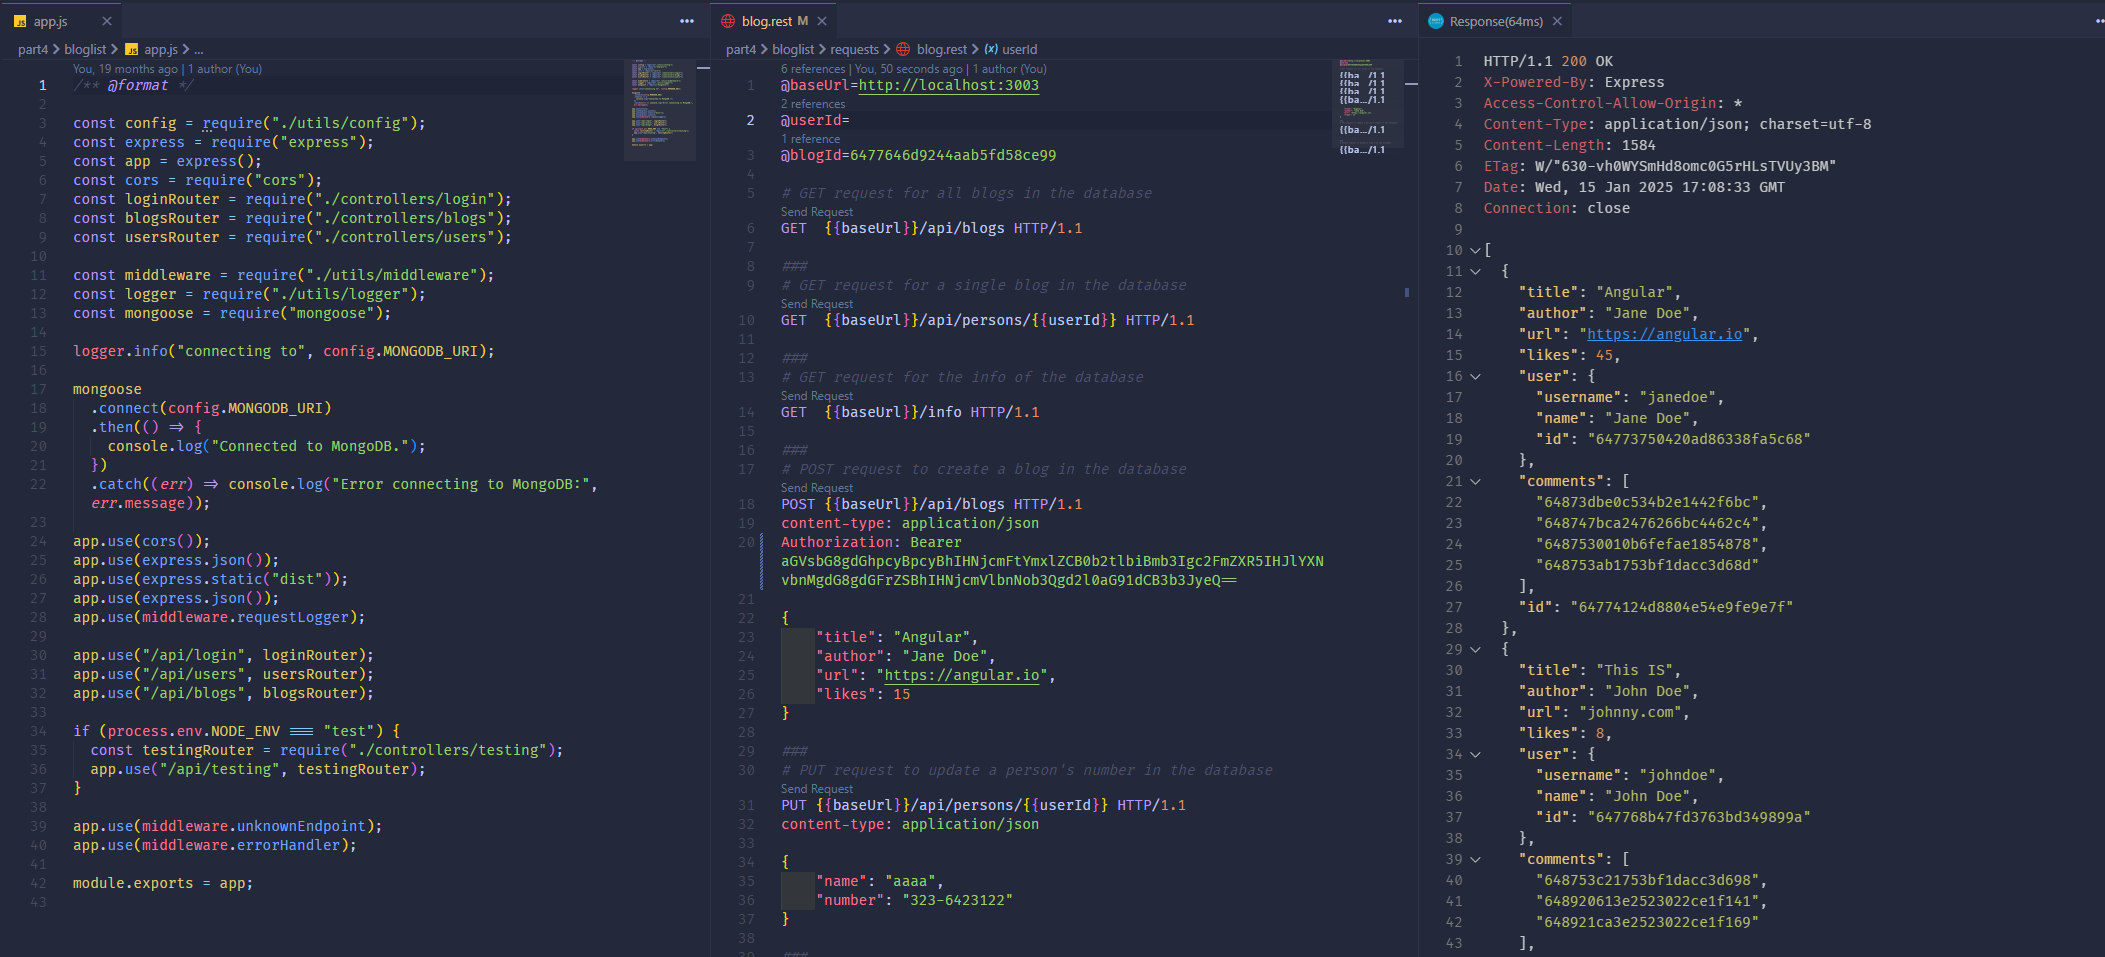 app.js
part4 > bloglist > app.js > ...
You, 19 months ago | 1 author (You)
1 /** @format */
2
3 const config = require("./utils/config");
4 const express = require("express");
5 const app = express();
6 const cors = require("cors");
7 const loginRouter = require("./controllers/login");
8 const blogsRouter = require("./controllers/blogs");
9 const usersRouter = require("./controllers/users");
10
11 const middleware = require("./utils/middleware");
12 const logger = require("./utils/logger");
13 const mongoose = require("mongoose");
14
15 logger.info("connecting to", config.MONGODB_URI);
16
17 mongoose
18 .connect(config.MONGODB_URI)
19 .then(() => {
20 console.log("Connected to MongoDB.");
21 })
22 .catch((err) => console.log("Error connecting to MongoDB:",
err.message));
23
24 app.use(cors());
25 app.use(express.json());
26 app.use(express.static("dist"));
27 app.use(express.json());
28 app.use(middleware.requestLogger);
29
30 app.use("/api/login", loginRouter);
31 app.use("/api/users", usersRouter);
32 app.use("/api/blogs", blogsRouter);
33
34 if (process.env.NODE_ENV === "test") {
35 const testingRouter = require("./controllers/testing");
36 app.use("/api/testing", testingRouter);
37 }
38
39 app.use(middleware.unknownEndpoint);
40 app.use(middleware.errorHandler);
41
42 module.exports = app;
43
blog.rest M
part4 > bloglist > requests > blog.rest > (x) userId
6 references | You, 50 seconds ago | 1 author (You)
1 @baseUrl=http://localhost:3003
2 references
2 @userId=
1 reference
3 @blogId=6477646d9244aab5fd58ce99
4
5 # GET request for all blogs in the database
Send Request
6 GET {{baseUrl}}/api/blogs HTTP/1.1
7
8 ###
9 # GET request for a single blog in the database
Send Request
10 GET {{baseUrl}}/api/persons/{{userId}} HTTP/1.1
11
12 ###
13 # GET request for the info of the database
Send Request
14 GET {{baseUrl}}/info HTTP/1.1
15
16 ###
17 # POST request to create a blog in the database
Send Request
18 POST {{baseUrl}}/api/blogs HTTP/1.1
19 content-type: application/json
20 Authorization: Bearer
aGVsbG8gdGhpcyBpcyBhIHNjcmFtYmxlZCB0b2tlbiBmb3Igc2FmZXR5IHJlYXN
vbnMgdG8gdGFrZSBhIHNjcmVlbnNob3Qgd2l0aG91dCB3b3JyeQ==
21
22 {
23 "title": "Angular",
24 "author": "Jane Doe",
25 "url": "https://angular.io",
26 "likes": 15
27 }
28
29 ###
30 # PUT request to update a person's number in the database
Send Request
31 PUT {{baseUrl}}/api/persons/{{userId}} HTTP/1.1
32 content-type: application/json
33
34 {
35 "name": "aaaa",
36 "number": "323-6423122"
37 }
38
{{ba.../1.1
{{ba.../1.1
{{ba.../1.1
{{ba.../1.1
{{ba.../1.1
{{ba.../1.1
Response(64ms)
1 HTTP/1.1 200 OK
2 X-Powered-By: Express
3 Access-Control-Allow-Origin: *
4 Content-Type: application/json; charset=utf-8
5 Content-Length: 1584
6 ETag: W/"630-vh0WYSmHd8omc0G5rHLsTVUy3BM"
7 Date: Wed, 15 Jan 2025 17:08:33 GMT
8 Connection: close
9
10 [
11 {
12 "title": "Angular",
13 "author": "Jane Doe",
14 "url": "https://angular.io",
15 "likes": 45,
16 "user": {
17 "username": "janedoe",
18 "name": "Jane Doe",
19 "id": "64773750420ad86338fa5c68"
20 },
21 "comments": [
22 "64873dbe0c534b2e1442f6bc",
23 "648747bca2476266bc4462c4",
24 "6487530010b6fefae1854878",
25 "648753ab1753bf1dacc3d68d"
26 ],
27 "id": "64774124d8804e54e9fe9e7f"
28 },
29 {
30 "title": "This IS",
31 "author": "John Doe",
32 "url": "johnny.com",
33 "likes": 8,
34 "user": {
35 "username": "johndoe",
36 "name": "John Doe",
37 "id": "647768b47fd3763bd349899a"
38 },
39 "comments": [
40 "648753c21753bf1dacc3d698",
41 "648920613e2523022ce1f141",
42 "648921ca3e2523022ce1f169"
43 ],